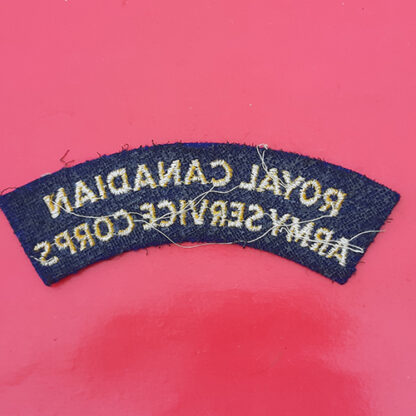 ROYAL CANADIAN
ARMY SERVICE CORPS